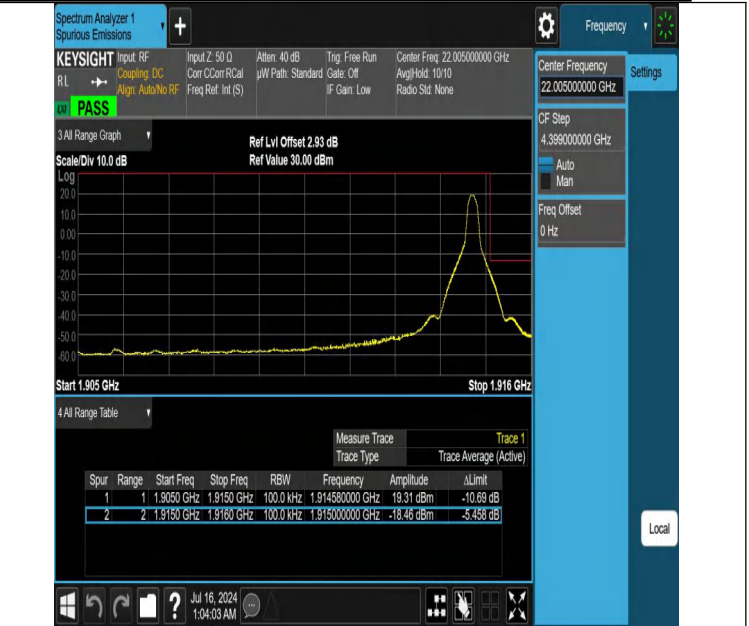 Spectrum Analyzer 1
Spurious Emissions
+
Frequency
KEYSIGHT
RL
PASS
Input: RF
Coupling: DC
Align: Auto/No RF
Input Z: 50 Ω
Corr CCorr RCal
Freq Ref: Int (S)
Atten: 40 dB
µW Path: Standard
Trig: Free Run
Gate: Off
IF Gain: Low
Center Freq: 22.005000000 GHz
Avg|Hold: 10/10
Radio Std: None
Center Frequency
22.005000000 GHz
Settings
CF Step
4.399000000 GHz
Auto
Man
Freq Offset
0 Hz
3 All Range Graph
Scale/Div 10.0 dB
Ref Lvl Offset 2.93 dB
Ref Value 30.00 dBm
Log
20.0
10.0
0.00
-10.0
-20.0
-30.0
-40.0
-50.0
-60.0
Start 1.905 GHz
Stop 1.916 GHz
4 All Range Table
Measure Trace Trace 1
Trace Type Trace Average (Active)
Spur Range Start Freq Stop Freq RBW Frequency Amplitude ΔLimit
1 1 1.9050 GHz 1.9150 GHz 100.0 kHz 1.914580000 GHz 19.31 dBm -10.69 dB
2 2 1.9150 GHz 1.9160 GHz 100.0 kHz 1.915000000 GHz -18.46 dBm -5.458 dB
Local
?
Jul 16, 2024
1:04:03 AM